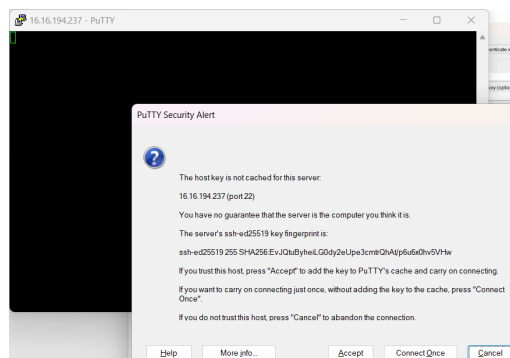 16.16.194.237 - PuTTY
PuTTY Security Alert
The host key is not cached for this server:
16.16.194.237 (port 22)
You have no guarantee that the server is the computer you think it is.
The server's ssh-ed25519 key fingerprint is:
ssh-ed25519 255 SHA256:EvJQtuByheiLG0dy2eUpe3cmtrQhAt/p6u6x0hv5VHw
If you trust this host, press "Accept" to add the key to PuTTY's cache and carry on connecting.
If you want to carry on connecting just once, without adding the key to the cache, press "Connect
Once".
If you do not trust this host, press "Cancel" to abandon the connection.
Help More info... Accept Connect Once Cancel